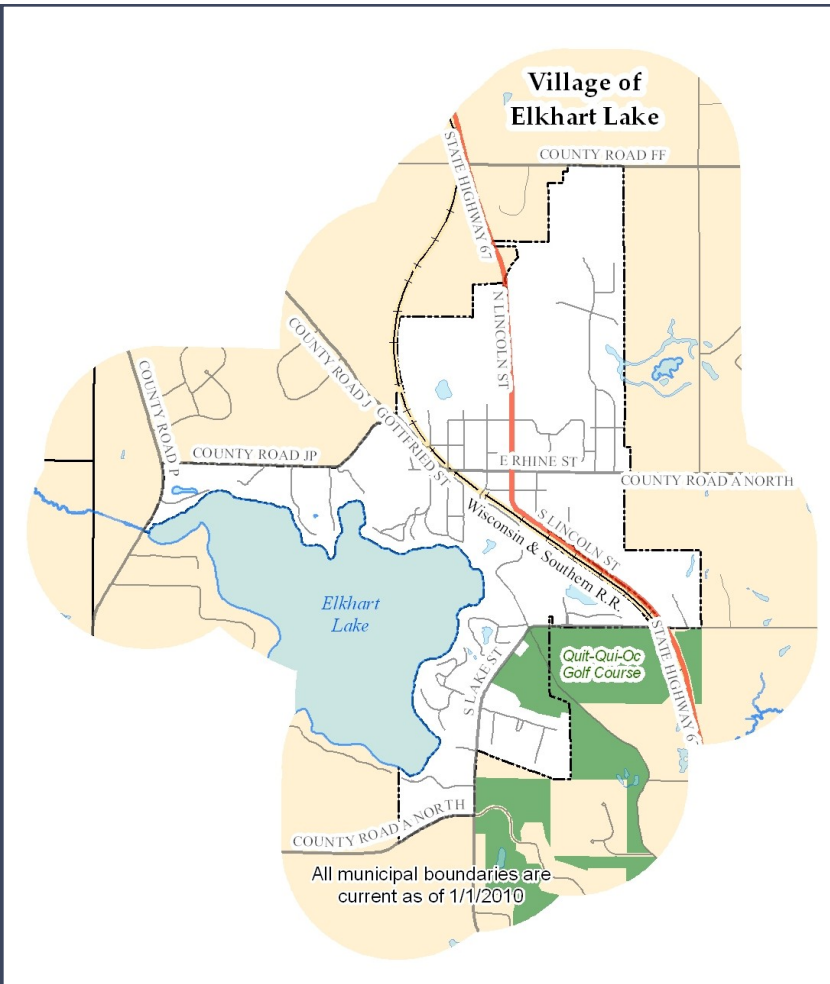 Village of
Elkhart Lake
COUNTY ROAD FF
STATE HIGHWAY 67
N LINCOLN ST
COUNTY ROAD J
GOTTFRIED ST
COUNTY ROAD P
COUNTY ROAD JP
E RHINE ST
COUNTY ROAD A NORTH
S LINCOLN ST
Wisconsin & Southern R.R.
Elkhart
Lake
STATE HIGHWAY 67
Quit-Qui-Oc
Golf Course
S LAKE ST
COUNTY ROAD A NORTH
All municipal boundaries are
current as of 1/1/2010